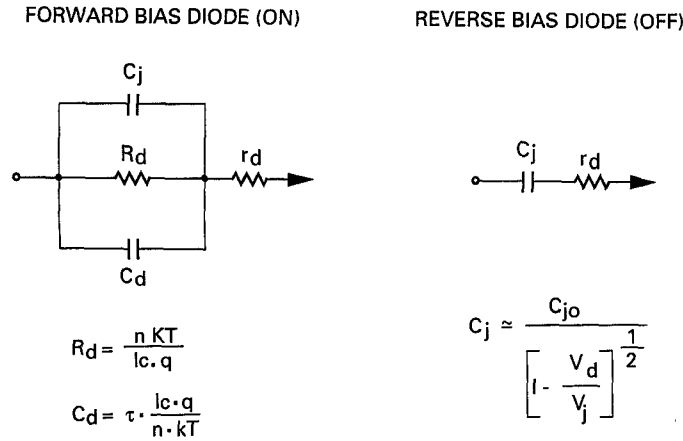 FORWARD BIAS DIODE (ON)
Cj
Rd
rd
Cd
Rd = n KT / Ic. q
Cd = τ · Ic·q / n·kT
REVERSE BIAS DIODE (OFF)
Cj
rd
Cj ≃ Cjo / [I - Vd / Vj] 1/2